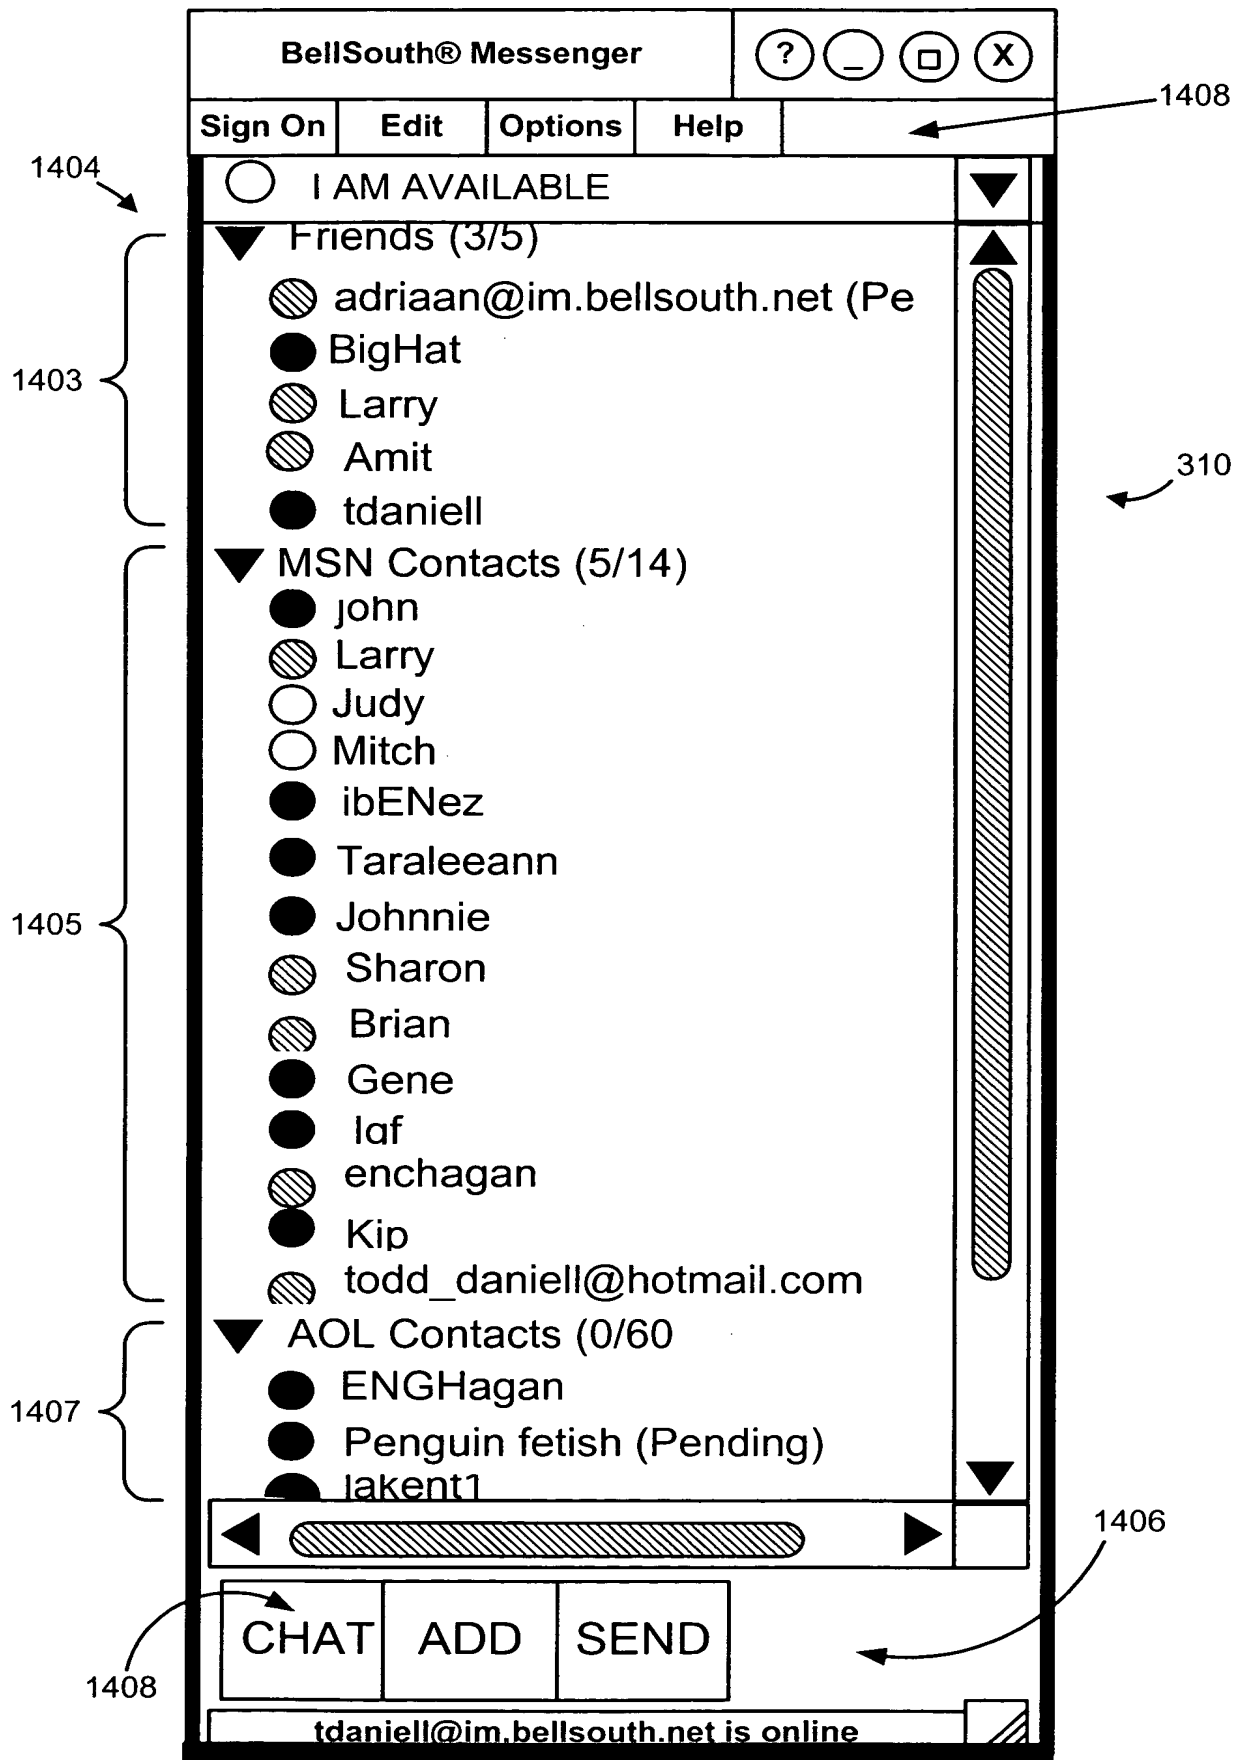 BellSouth® Messenger
? _ X
Sign On Edit Options Help
1408
1404
I AM AVAILABLE
Friends (3/5)
adriaan@im.bellsouth.net (Pe
BigHat
1403
Larry
Amit
310
tdaniell
MSN Contacts (5/14)
john
Larry
Judy
Mitch
ibENez
Taraleeann
1405
Johnnie
Sharon
Brian
Gene
enchagan
Kip
todd_daniell@hotmail.com
AOL Contacts (0/60
ENGHagan
1407
Penguin fetish (Pending)
lakent1
1406
CHAT ADD SEND
1408
tdaniell@im.bellsouth.net is online